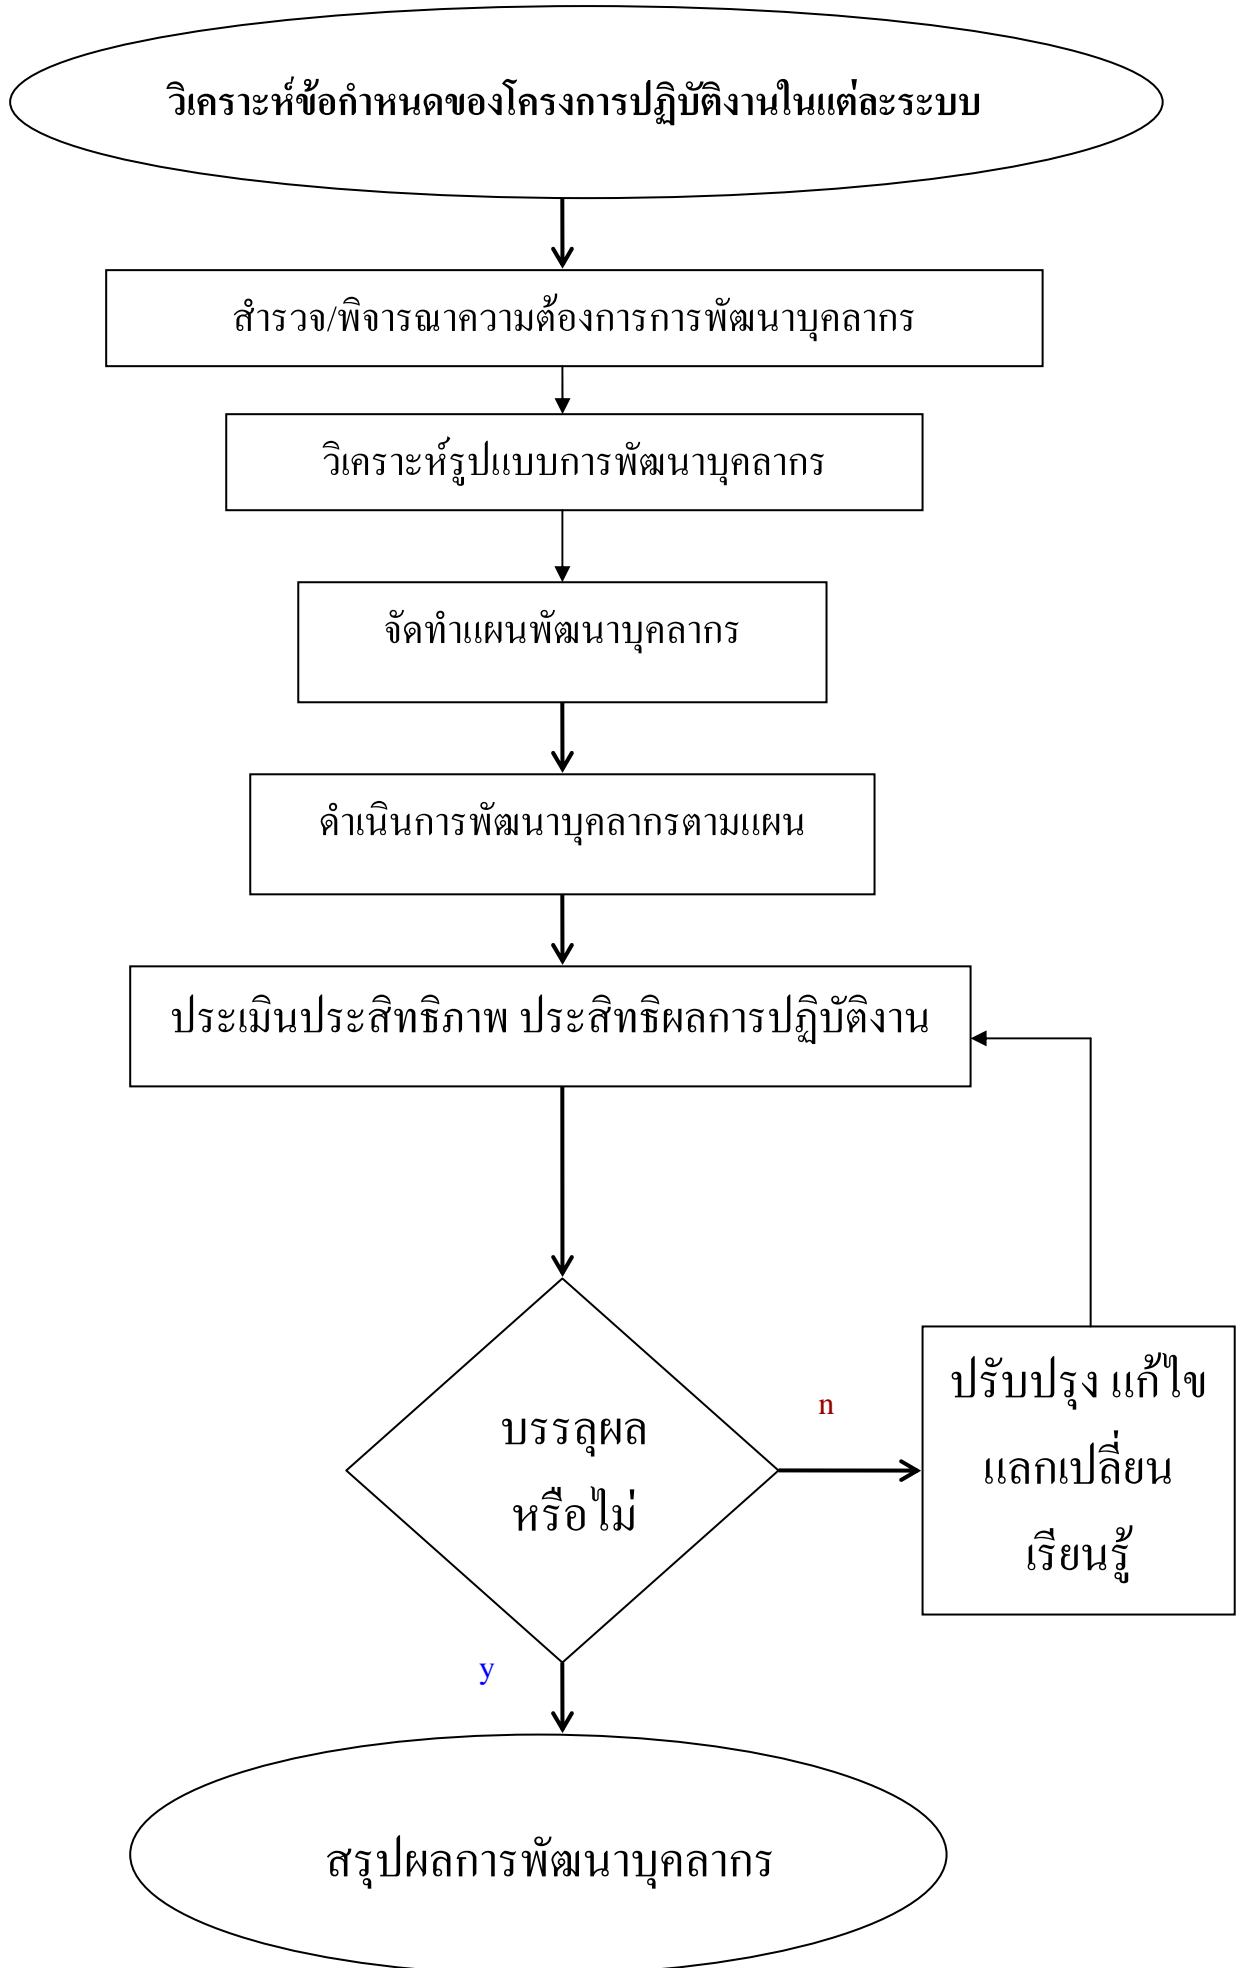 วิเคราะห์ข้อกำหนดของโครงการปฏิบัติงานในแต่ละระบบ
สำรวจ/พิจารณาความต้องการการพัฒนาบุคลากร
วิเคราะห์รูปแบบการพัฒนาบุคลากร
จัดทำแผนพัฒนาบุคลากร
ดำเนินการพัฒนาบุคลากรตามแผน
ประเมินประสิทธิภาพ ประสิทธิผลการปฏิบัติงาน
บรรลุผล
หรือไม่
n
ปรับปรุง แก้ไข
แลกเปลี่ยน
เรียนรู้
y
สรุปผลการพัฒนาบุคลากร